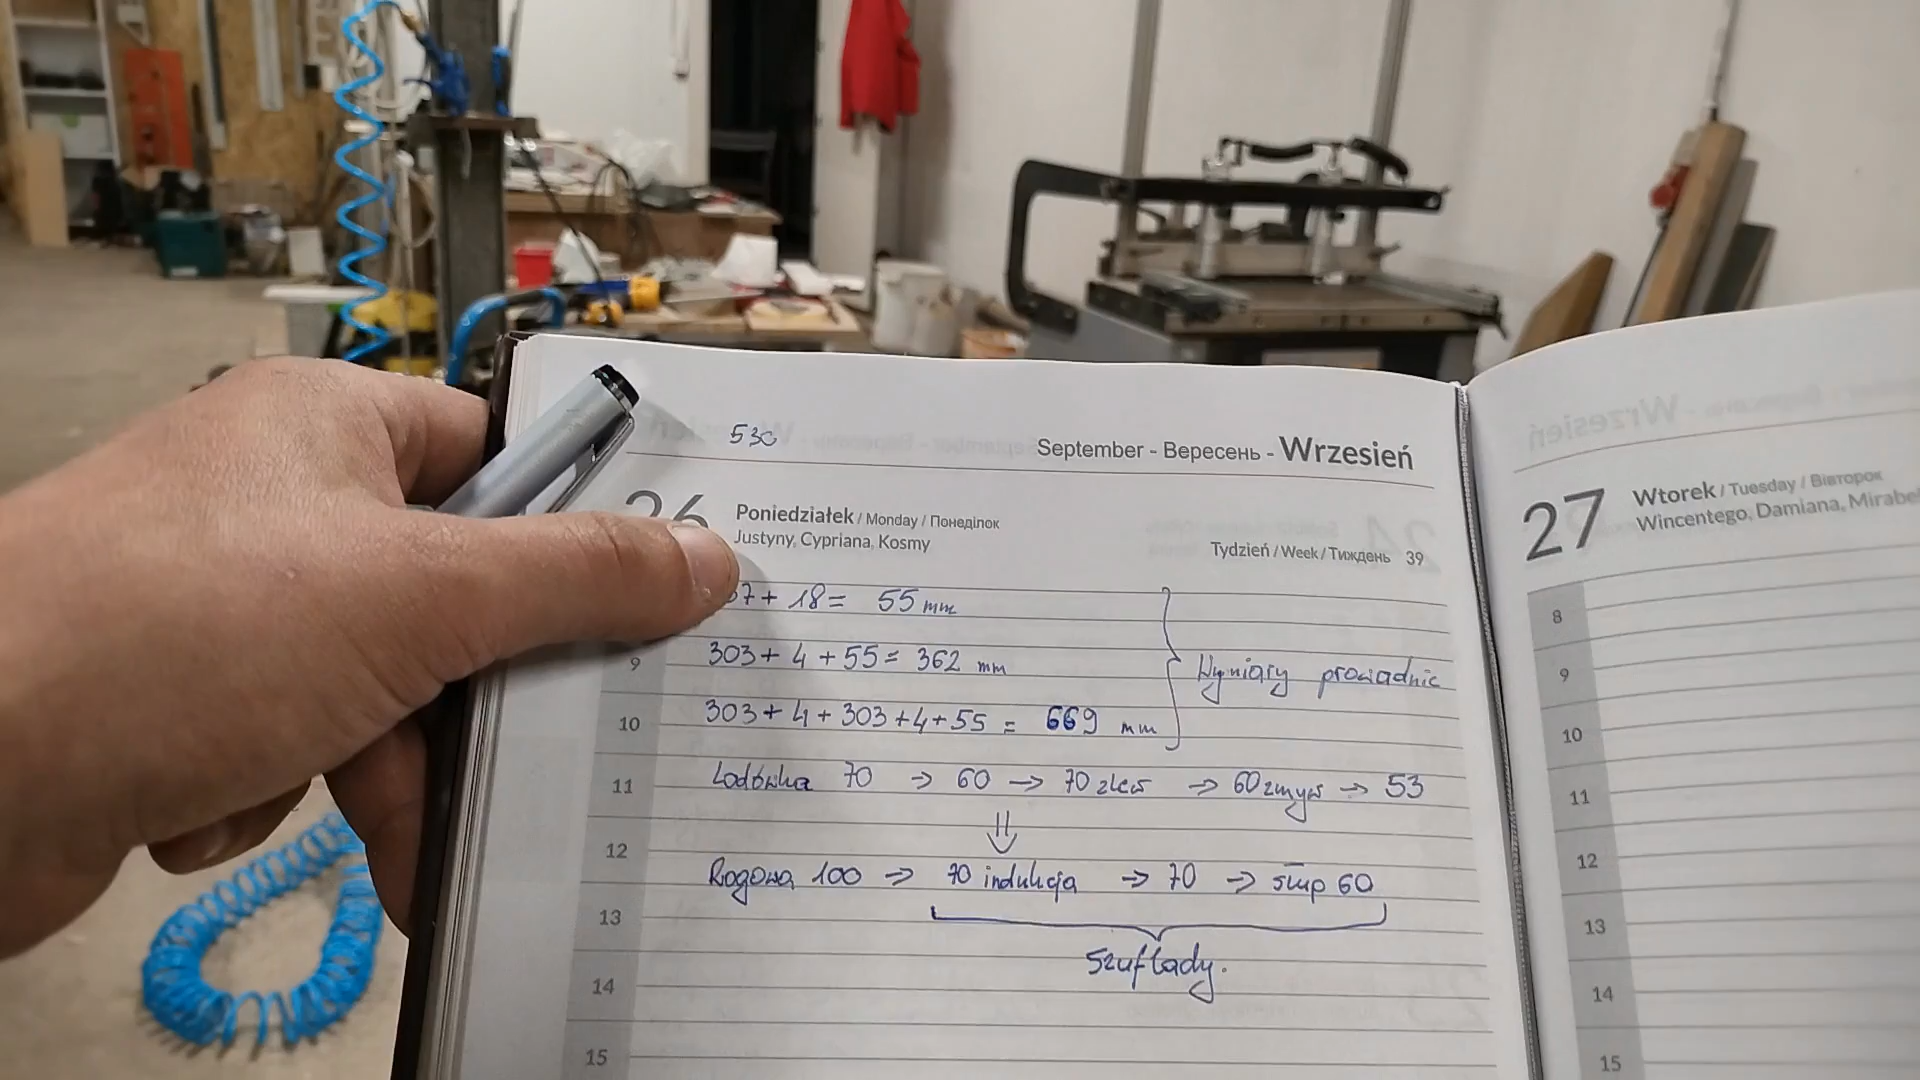 530
September - Вересень - Wrzesień
26 Poniedziałek / Monday / Понеділок
Justyny, Cypriana, Kosmy
Tydzień / Week / Тиждень 39
37 + 18 = 55 mm
9 303 + 4 + 55 = 362 mm
Wymiary prowadnic
10 303 + 4 + 303 + 4 + 55 = 669 mm
11 Lodówka 70 → 60 → 70 zlew → 60 zmyw → 53
⇓
12 Rogowa 100 → 70 indukcja → 70 → słup 60
13
Szuflady.
14
15
27 Wtorek / Tuesday / Вівторок
Wincentego, Damiana,
8
9
10
11
12
13
14
15